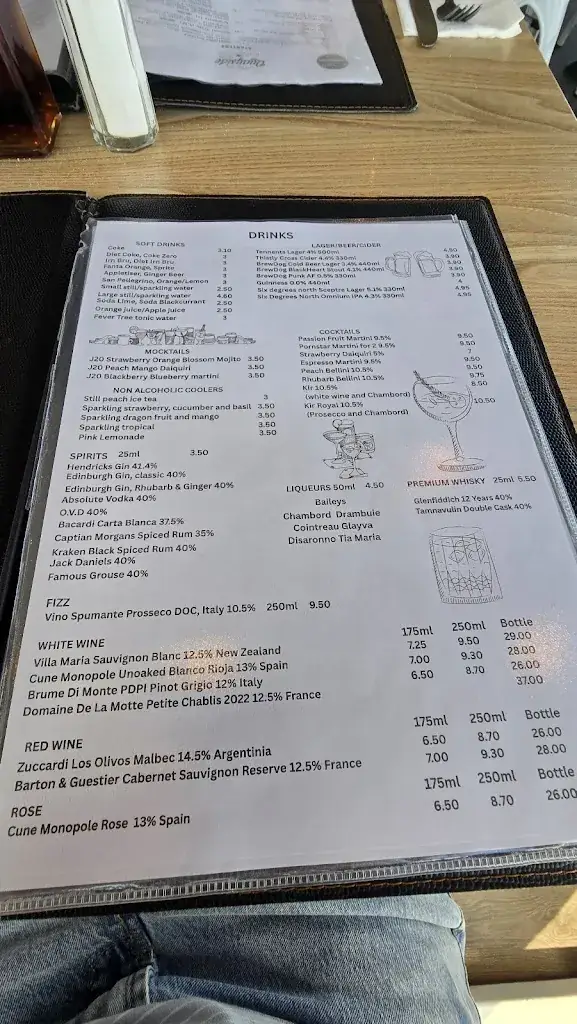 DRINKS
SOFT DRINKS
Coke 3.10
Diet Coke, Coke Zero 3
Irn Bru, Diet Irn Bru 3
Fanta Orange, Sprite 3
Appletiser, Ginger Beer 3
San Pellegrino, Orange/Lemon 3
Small still/sparkling water 2.50
Large still/sparkling water 4.60
Soda Lime, Soda Blackcurrant 2.50
Orange juice/Apple juice 2.50
Fever Tree tonic water 3
LAGER/BEER/CIDER
Tennents Lager 4% 500ml 4.50
Thistly Cross Cider 4.4% 330ml 3.90
BrewDog Cold Beer Lager 3.4% 440ml 3.90
BrewDog BlackHeart Stout 4.1% 440ml 3.90
BrewDog Punk AF 0.5% 330ml 3.90
Guinness 0.0% 440ml 4
Six degrees north Sceptre Lager 5.1% 330ml 4.95
Six Degrees North Omnium IPA 4.3% 330ml 4.95
MOCKTAILS
J20 Strawberry Orange Blossom Mojito 3.50
J20 Peach Mango Daiquiri 3.50
J20 Blackberry Blueberry martini 3.50
NON ALCOHOLIC COOLERS
Still peach ice tea 3
Sparkling strawberry, cucumber and basil 3.50
Sparkling dragon fruit and mango 3.50
Sparkling tropical 3.50
Pink Lemonade 3.50
COCKTAILS
Passion Fruit Martini 9.5% 9.50
Pornstar Martini for 2 9.5% 9.50
Strawberry Daiquiri 5% 7
Espresso Martini 9.5% 9.50
Peach Bellini 10.5% 9.50
Rhubarb Bellini 10.5% 9.75
Kir 10.5% 8.50
(white wine and Chambord)
Kir Royal 10.5% 10.50
(Prosecco and Chambord)
SPIRITS 25ml 3.50
Hendricks Gin 41.4%
Edinburgh Gin, classic 40%
Edinburgh Gin, Rhubarb & Ginger 40%
Absolute Vodka 40%
O.V.D 40%
Bacardi Carta Blanca 37.5%
Captian Morgans Spiced Rum 35%
Kraken Black Spiced Rum 40%
Jack Daniels 40%
Famous Grouse 40%
LIQUEURS 50ml 4.50
Baileys
Chambord Drambuie
Cointreau Glayva
Disaronno Tia Maria
PREMIUM WHISKY 25ml 5.50
Glenfiddich 12 Years 40%
Tamnavulin Double Cask 40%
FIZZ
Vino Spumante Prosseco DOC, Italy 10.5% 250ml 9.50
WHITE WINE 175ml 250ml Bottle
Villa Maria Sauvignon Blanc 12.5% New Zealand 7.25 9.50 29.00
Cune Monopole Unoaked Blanco Rioja 13% Spain 7.00 9.30 28.00
Brume Di Monte PDPI Pinot Grigio 12% Italy 6.50 8.70 26.00
Domaine De La Motte Petite Chablis 2022 12.5% France 37.00
RED WINE 175ml 250ml Bottle
Zuccardi Los Olivos Malbec 14.5% Argentinia 6.50 8.70 26.00
Barton & Guestier Cabernet Sauvignon Reserve 12.5% France 7.00 9.30 28.00
ROSE 175ml 250ml Bottle
Cune Monopole Rose 13% Spain 6.50 8.70 26.00